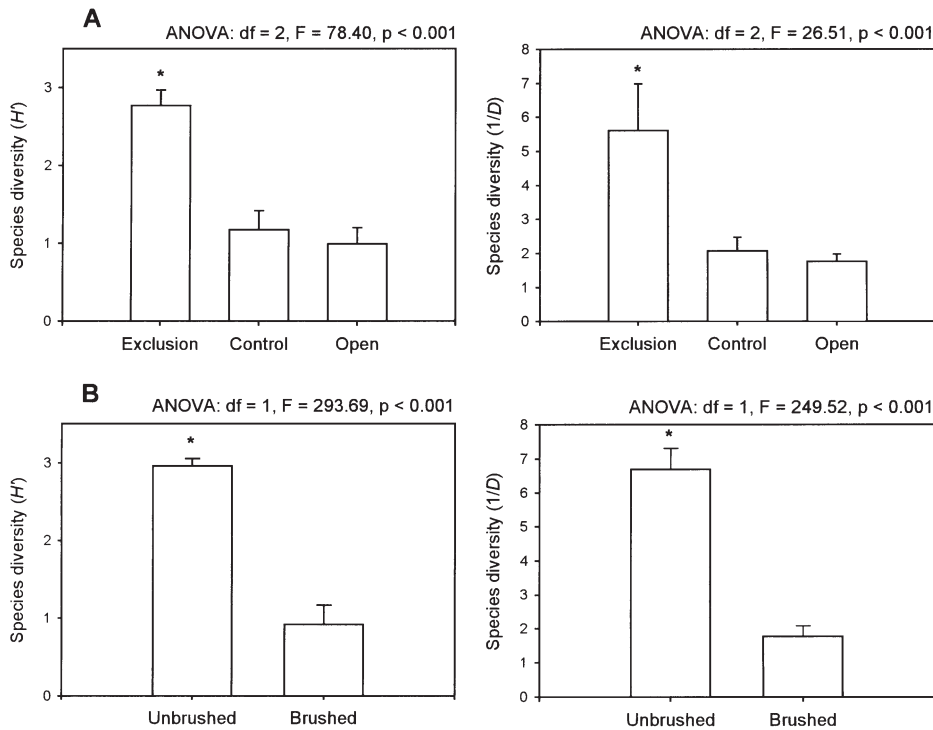 A
ANOVA: df = 2, F = 78.40, p < 0.001
Species diversity (H')
3
2
1
0
*
Exclusion Control Open
ANOVA: df = 2, F = 26.51, p < 0.001
Species diversity (1/D)
8
7
6
5
4
3
2
1
0
*
Exclusion Control Open
B
ANOVA: df = 1, F = 293.69, p < 0.001
Species diversity (H')
3
2
1
0
*
Unbrushed Brushed
ANOVA: df = 1, F = 249.52, p < 0.001
Species diversity (1/D)
8
7
6
5
4
3
2
1
0
*
Unbrushed Brushed